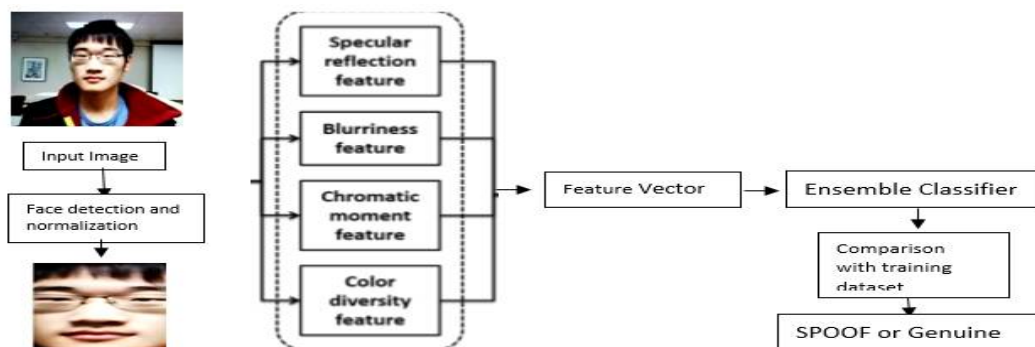 Input Image
Face detection and
normalization
Specular
reflection
feature
Blurriness
feature
Chromatic
moment
feature
Color
diversity
feature
Feature Vector
Ensemble Classifier
Comparison
with training
dataset
SPOOF or Genuine